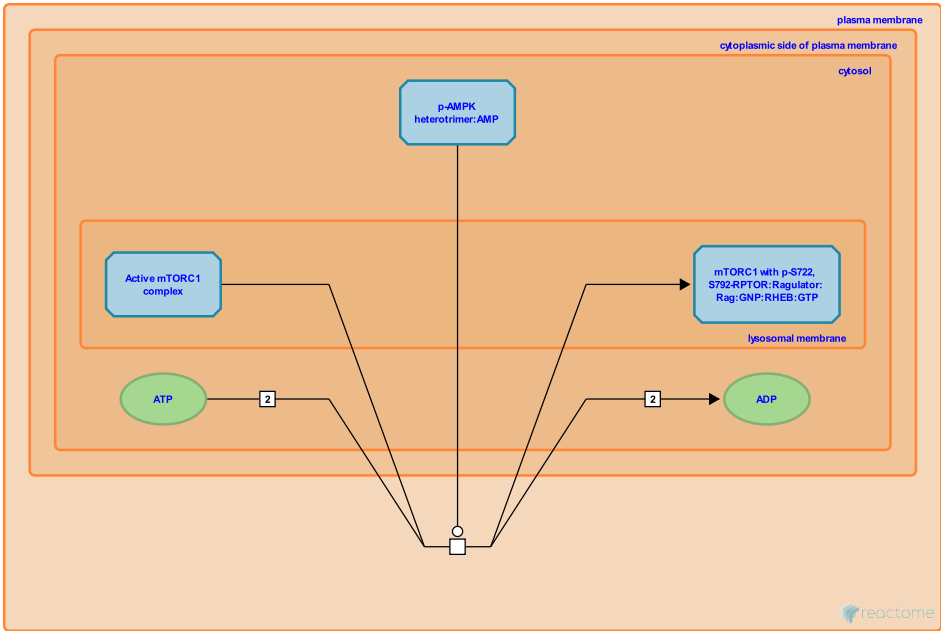 plasma membrane
cytoplasmic side of plasma membrane
cytosol
p-AMPK
heterotrimer:AMP
Active mTORC1
complex
mTORC1 with p-S722,
S792-RPTOR:Ragulator:
Rag:GNP:RHEB:GTP
lysosomal membrane
ATP
2
2
ADP
reactome